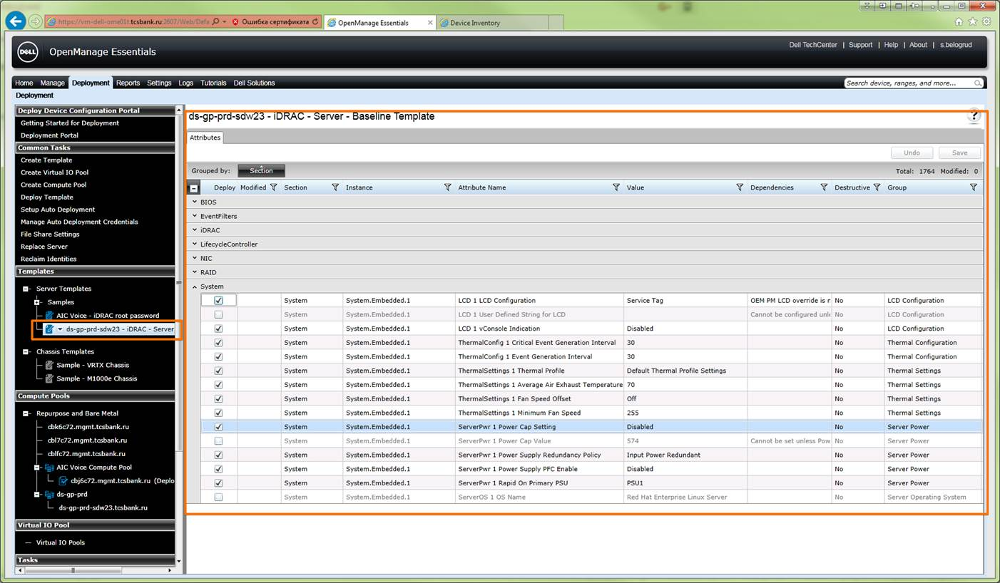 https://vm-dell-ome01t.tcsbank.ru:2607/Web/Defa
Ошибка сертификата
OpenManage Essentials
Device Inventory
DELL
OpenManage Essentials
Dell TechCenter | Support | Help | About | s.belogrud
Home Manage Deployment Reports Settings Logs Tutorials Dell Solutions
Search device, ranges, and more...
Deployment
Deploy Device Configuration Portal
Getting Started for Deployment
Deployment Portal
Common Tasks
Create Template
Create Virtual IO Pool
Create Compute Pool
Deploy Template
Setup Auto Deployment
Manage Auto Deployment Credentials
File Share Settings
Replace Server
Reclaim Identities
Templates
Server Templates
Samples
AIC Voice - iDRAC root password
ds-gp-prd-sdw23 - iDRAC - Server
Chassis Templates
Sample - VRTX Chassis
Sample - M1000e Chassis
Compute Pools
Repurpose and Bare Metal
cbk6c72.mgmt.tcsbank.ru
cbl7c72.mgmt.tcsbank.ru
cblfc72.mgmt.tcsbank.ru
AIC Voice Compute Pool
cbj6c72.mgmt.tcsbank.ru (Deplo
ds-gp-prd
ds-gp-prd-sdw23.tcsbank.ru
Virtual IO Pool
Virtual IO Pools
Tasks
ds-gp-prd-sdw23 - iDRAC - Server - Baseline Template
?
Attributes
Undo Save
Grouped by: Section
Total: 1764 Modified: 0
Deploy Modified Section Instance Attribute Name Value Dependencies Destructive Group
BIOS
EventFilters
iDRAC
LifecycleController
NIC
RAID
System
System System.Embedded.1 LCD 1 LCD Configuration Service Tag OEM PM LCD override is n No LCD Configuration
System System.Embedded.1 LCD 1 User Defined String for LCD Cannot be configured unle No LCD Configuration
System System.Embedded.1 LCD 1 vConsole Indication Disabled No LCD Configuration
System System.Embedded.1 ThermalConfig 1 Critical Event Generation Interval 30 No Thermal Configuration
System System.Embedded.1 ThermalConfig 1 Event Generation Interval 30 No Thermal Configuration
System System.Embedded.1 ThermalSettings 1 Thermal Profile Default Thermal Profile Settings No Thermal Settings
System System.Embedded.1 ThermalSettings 1 Average Air Exhaust Temperature 70 No Thermal Settings
System System.Embedded.1 ThermalSettings 1 Fan Speed Offset Off No Thermal Settings
System System.Embedded.1 ThermalSettings 1 Minimum Fan Speed 255 No Thermal Settings
System System.Embedded.1 ServerPwr 1 Power Cap Setting Disabled No Server Power
System System.Embedded.1 ServerPwr 1 Power Cap Value 574 Cannot be set unless Pow No Server Power
System System.Embedded.1 ServerPwr 1 Power Supply Redundancy Policy Input Power Redundant No Server Power
System System.Embedded.1 ServerPwr 1 Power Supply PFC Enable Disabled No Server Power
System System.Embedded.1 ServerPwr 1 Rapid On Primary PSU PSU1 No Server Power
System System.Embedded.1 ServerOS 1 OS Name Red Hat Enterprise Linux Server No Server Operating System